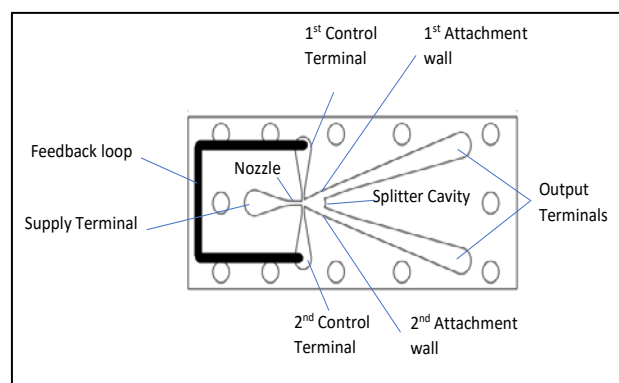 1st Control
Terminal
1st Attachment
wall
Feedback loop
Nozzle
Splitter Cavity
Output
Terminals
Supply Terminal
2nd Control
Terminal
2nd Attachment
wall